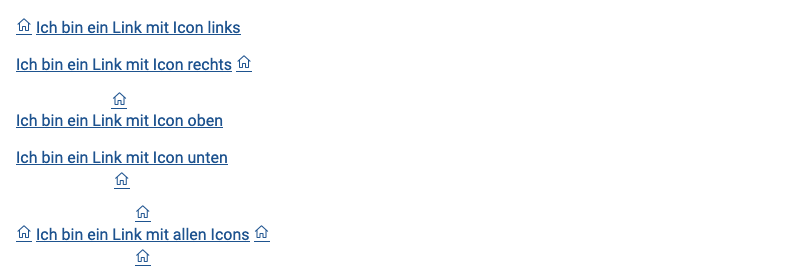 Ich bin ein Link mit Icon links
Ich bin ein Link mit Icon rechts
Ich bin ein Link mit Icon oben
Ich bin ein Link mit Icon unten
Ich bin ein Link mit allen Icons